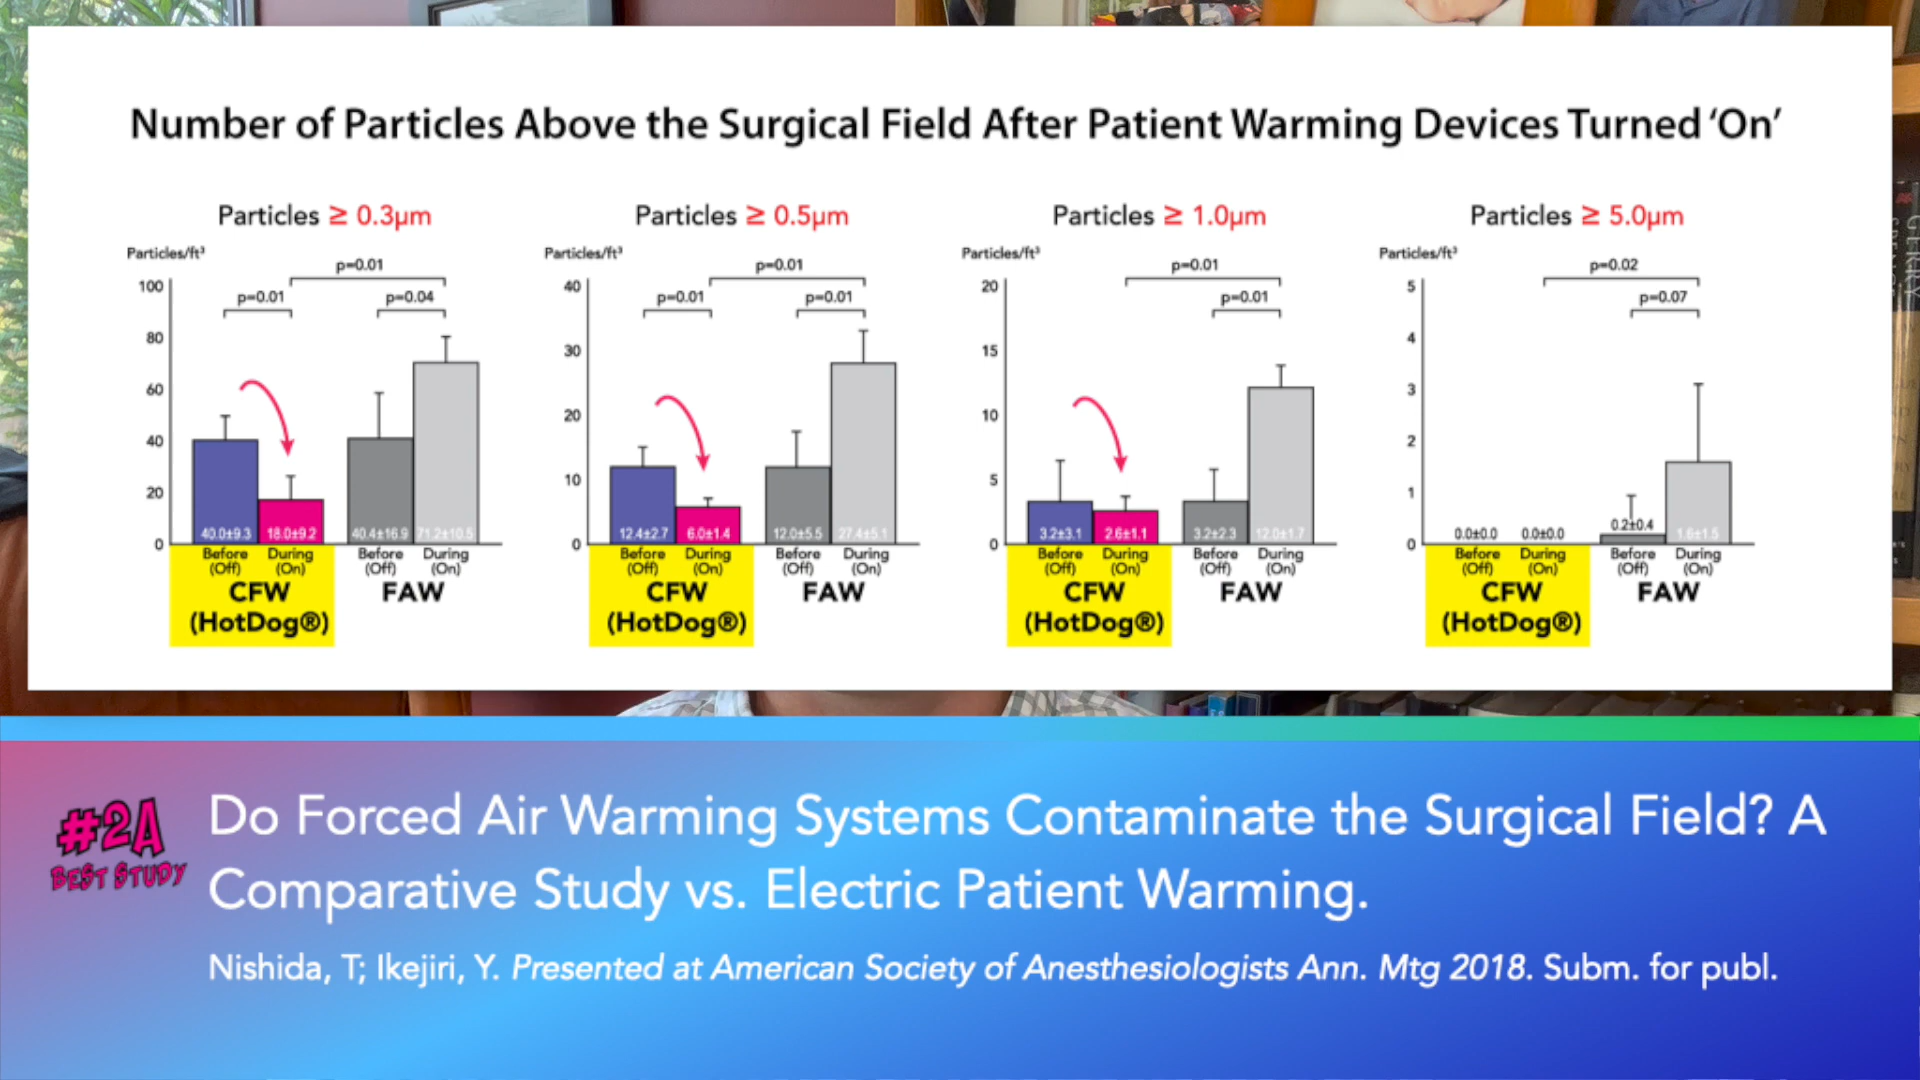 Number of Particles Above the Surgical Field After Patient Warming Devices Turned ‘On’
Particles ≥ 0.3µm
Particles/ft³
100
80
60
40
20
0
p=0.01
p=0.01
p=0.04
40.0±9.3
18.0±9.2
40.4±16.9
71.2±10.5
Before (Off)
During (On)
Before (Off)
During (On)
CFW
(HotDog®)
FAW
Particles ≥ 0.5µm
Particles/ft³
40
30
20
10
0
p=0.01
p=0.01
p=0.01
12.4±2.7
6.0±1.4
12.0±5.5
27.4±5.1
Before (Off)
During (On)
Before (Off)
During (On)
CFW
(HotDog®)
FAW
Particles ≥ 1.0µm
Particles/ft³
20
15
10
5
0
p=0.01
p=0.01
3.2±3.1
2.6±1.1
3.2±2.3
12.0±1.7
Before (Off)
During (On)
Before (Off)
During (On)
CFW
(HotDog®)
FAW
Particles ≥ 5.0µm
Particles/ft³
5
4
3
2
1
0
p=0.02
p=0.07
0.0±0.0
0.0±0.0
0.2±0.4
1.6±1.5
Before (Off)
During (On)
Before (Off)
During (On)
CFW
(HotDog®)
FAW
#2A
BEST STUDY
Do Forced Air Warming Systems Contaminate the Surgical Field? A
Comparative Study vs. Electric Patient Warming.
Nishida, T; Ikejiri, Y. Presented at American Society of Anesthesiologists Ann. Mtg 2018. Subm. for publ.